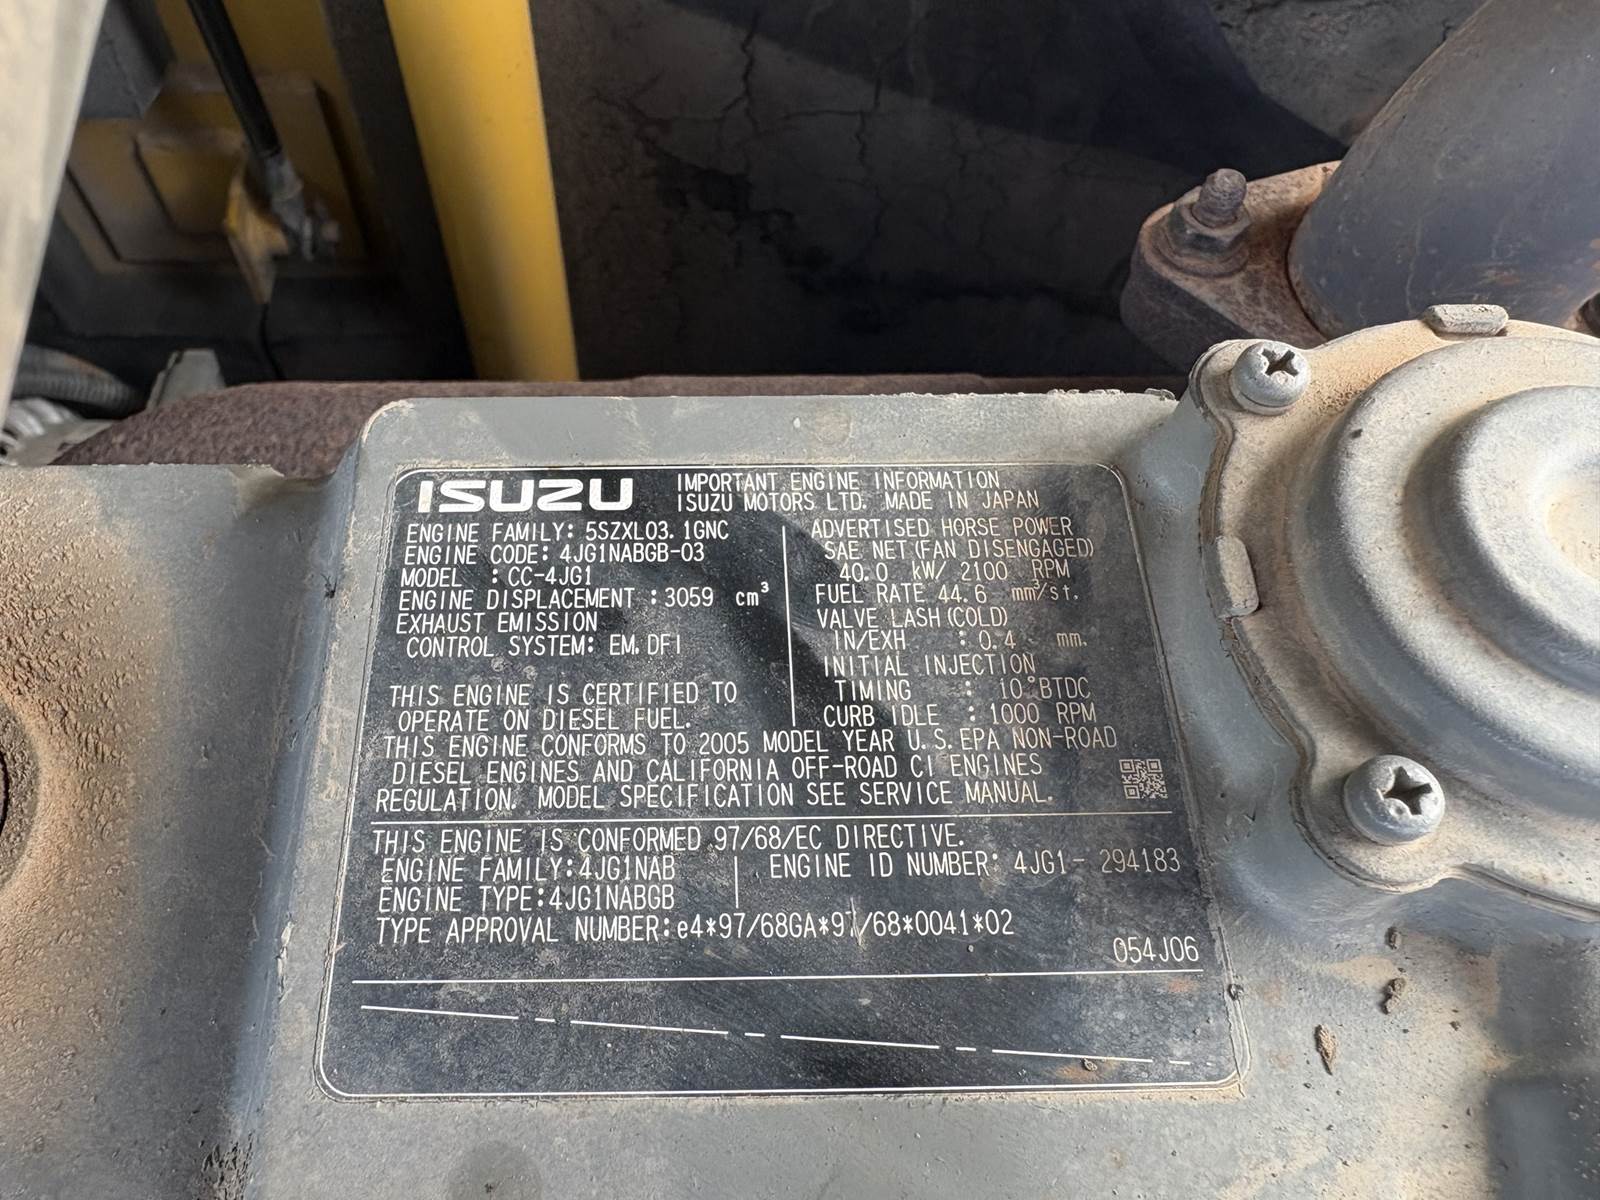 ISUZU
IMPORTANT ENGINE INFORMATION
ISUZU MOTORS LTD. MADE IN JAPAN
ENGINE FAMILY: 5SZXL03.1GNC
ENGINE CODE: 4JG1NABGB-03
MODEL : CC-4JG1
ENGINE DISPLACEMENT : 3059 cm³
EXHAUST EMISSION
CONTROL SYSTEM: EM, DFI
THIS ENGINE IS CERTIFIED TO
OPERATE ON DIESEL FUEL.
ADVERTISED HORSE POWER
SAE NET (FAN DISENGAGED)
40.0 kW/ 2100 RPM
FUEL RATE 44.6 mm³/st.
VALVE LASH (COLD)
IN/EXH : 0.4 mm.
INITIAL INJECTION
TIMING : 10° BTDC
CURB IDLE : 1000 RPM
THIS ENGINE CONFORMS TO 2005 MODEL YEAR U.S. EPA NON-ROAD
DIESEL ENGINES AND CALIFORNIA OFF-ROAD CI ENGINES
REGULATION. MODEL SPECIFICATION SEE SERVICE MANUAL.
THIS ENGINE IS CONFORMED 97/68/EC DIRECTIVE.
ENGINE FAMILY:4JG1NAB
ENGINE ID NUMBER: 4JG1- 294183
ENGINE TYPE:4JG1NABGB
TYPE APPROVAL NUMBER:e4*97/68GA*97/68*0041*02
054J06